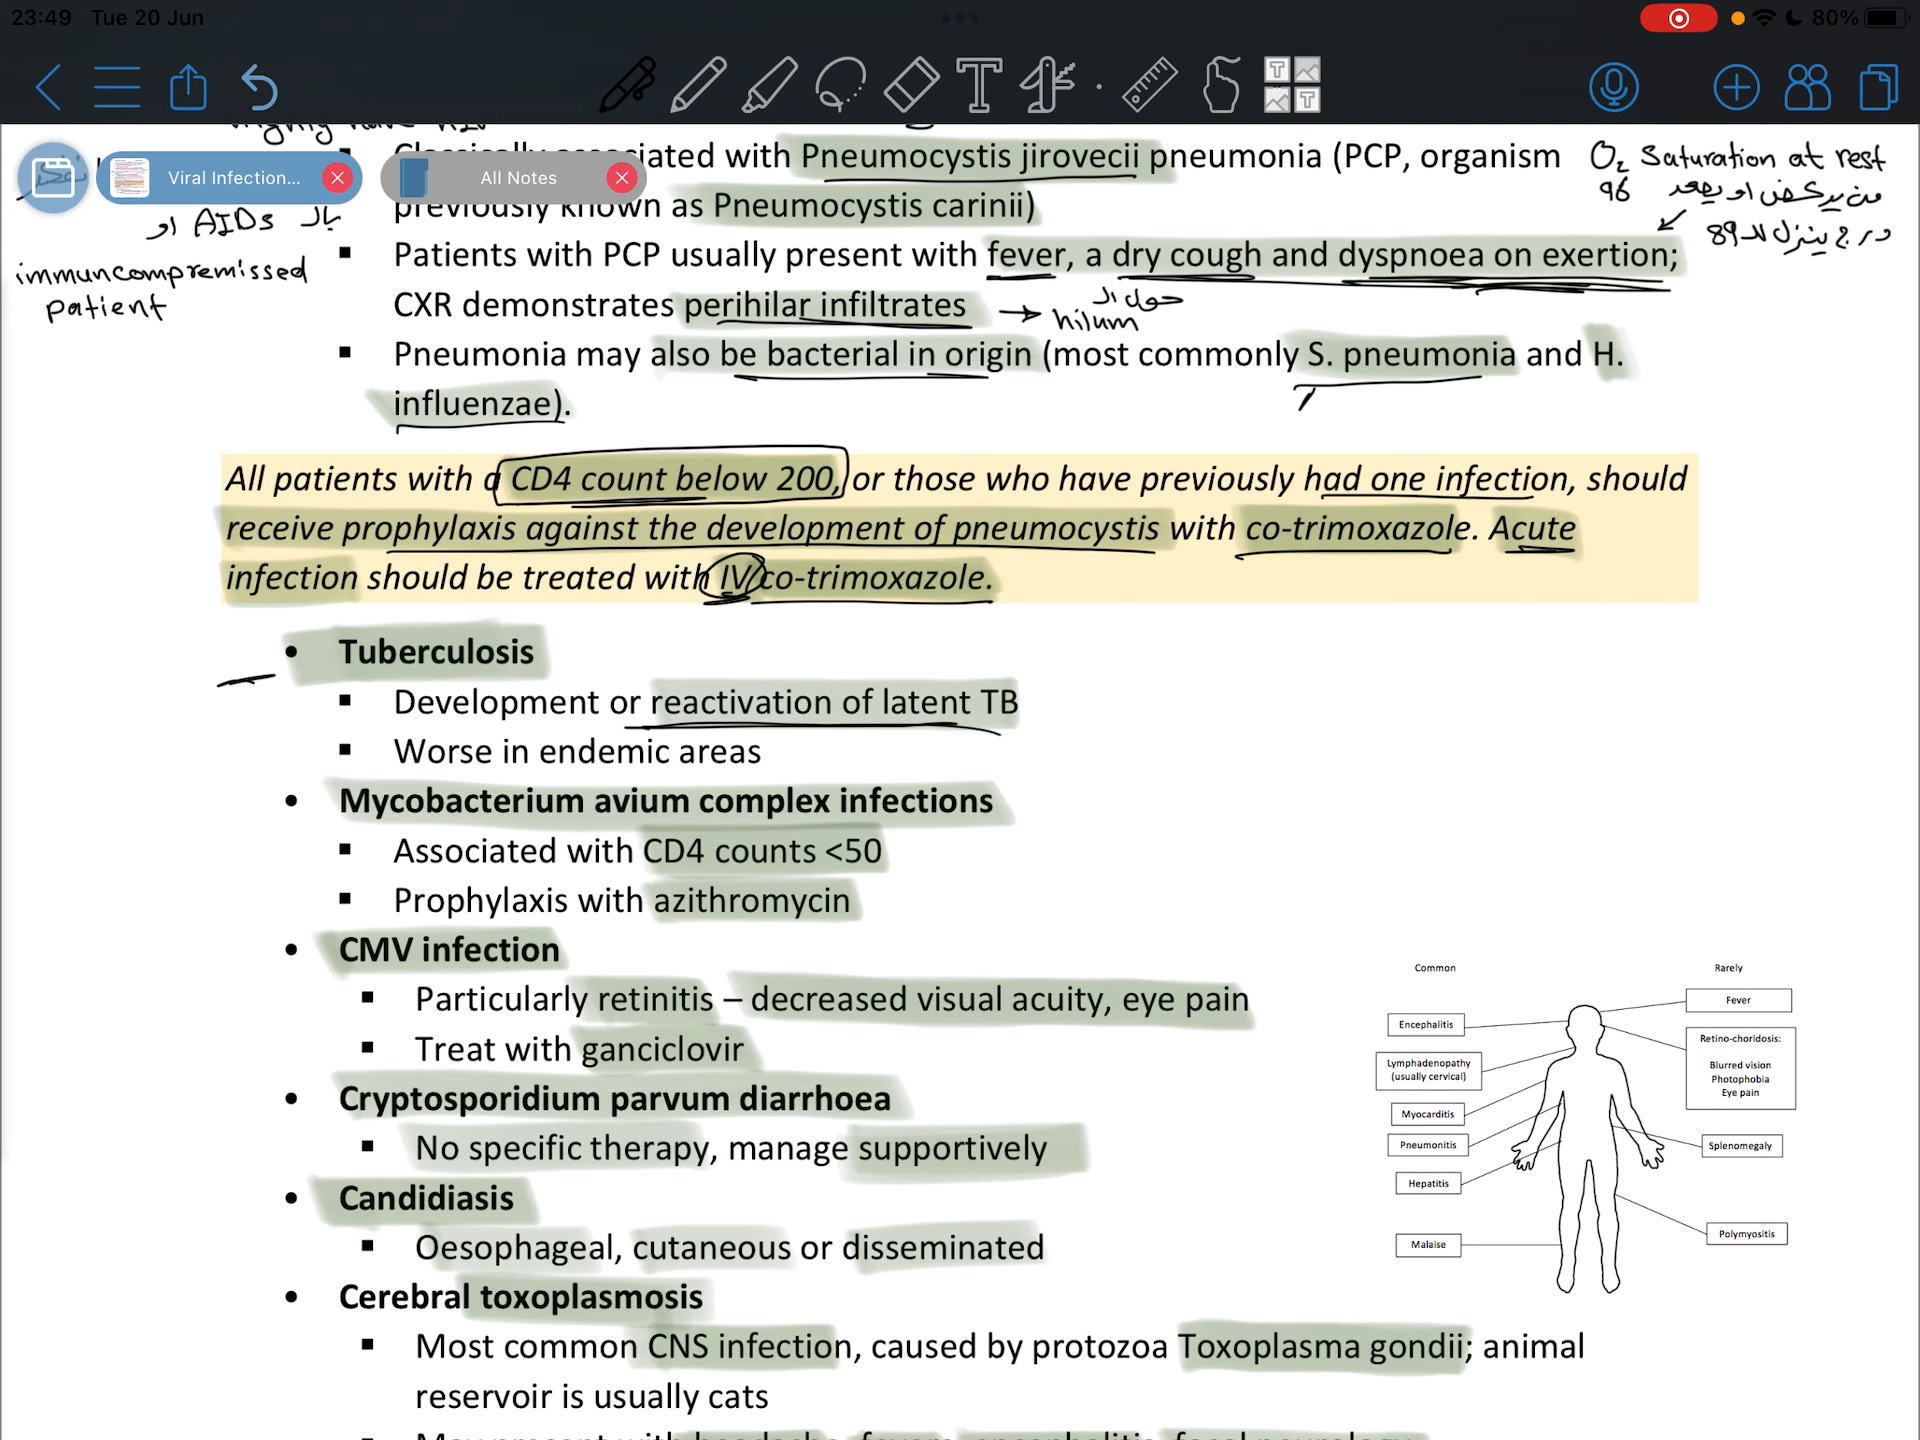 23:49 Tue 20 Jun
80%
Viral Infection...
All Notes
associated with Pneumocystis jirovecii pneumonia (PCP, organism
previously known as Pneumocystis carinii)
O₂ Saturation at rest
96
89
او AIDs بال
immuncompremissed
patient
Patients with PCP usually present with fever, a dry cough and dyspnoea on exertion;
CXR demonstrates perihilar infiltrates → حول ال
hilum
Pneumonia may also be bacterial in origin (most commonly S. pneumonia and H.
influenzae).
All patients with a CD4 count below 200, or those who have previously had one infection, should
receive prophylaxis against the development of pneumocystis with co-trimoxazole. Acute
infection should be treated with IV co-trimoxazole.
• Tuberculosis
Development or reactivation of latent TB
Worse in endemic areas
• Mycobacterium avium complex infections
Associated with CD4 counts <50
Prophylaxis with azithromycin
• CMV infection
Particularly retinitis – decreased visual acuity, eye pain
Treat with ganciclovir
• Cryptosporidium parvum diarrhoea
No specific therapy, manage supportively
• Candidiasis
Oesophageal, cutaneous or disseminated
• Cerebral toxoplasmosis
Most common CNS infection, caused by protozoa Toxoplasma gondii; animal
reservoir is usually cats
Common
Rarely
Fever
Encephalitis
Retino-choridosis:
Blurred vision
Photophobia
Eye pain
Lymphadenopathy
(usually cervical)
Myocarditis
Pneumonitis
Splenomegaly
Hepatitis
Polymyositis
Malaise